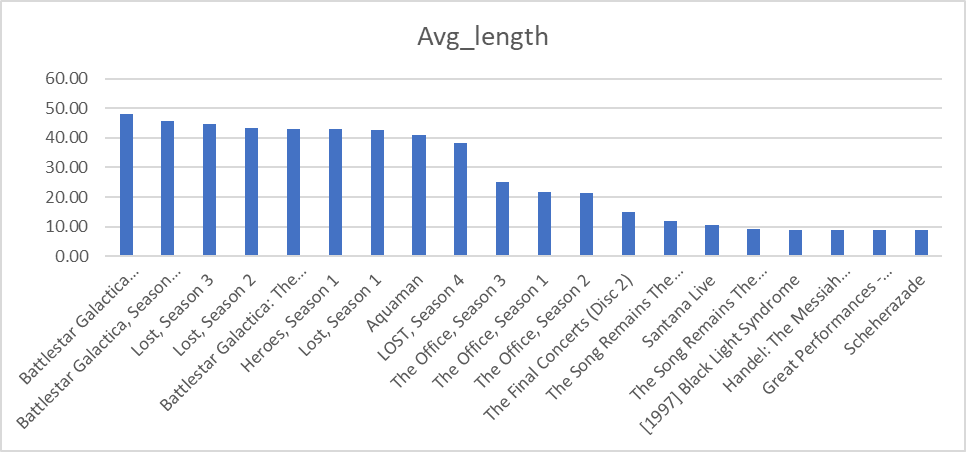 Avg_length
60.00
50.00
40.00
30.00
20.00
10.00
0.00
Battlestar Galactica...
Battlestar Galactica, Season...
Lost, Season 3
Lost, Season 2
Battlestar Galactica: The...
Heroes, Season 1
Lost, Season 1
Aquaman
LOST, Season 4
The Office, Season 3
The Office, Season 1
The Office, Season 2
The Final Concerts (Disc 2)
The Song Remains The...
Santana Live
The Song Remains The...
[1997] Black Light Syndrome
Handel: The Messiah...
Great Performances -...
Scheherazade